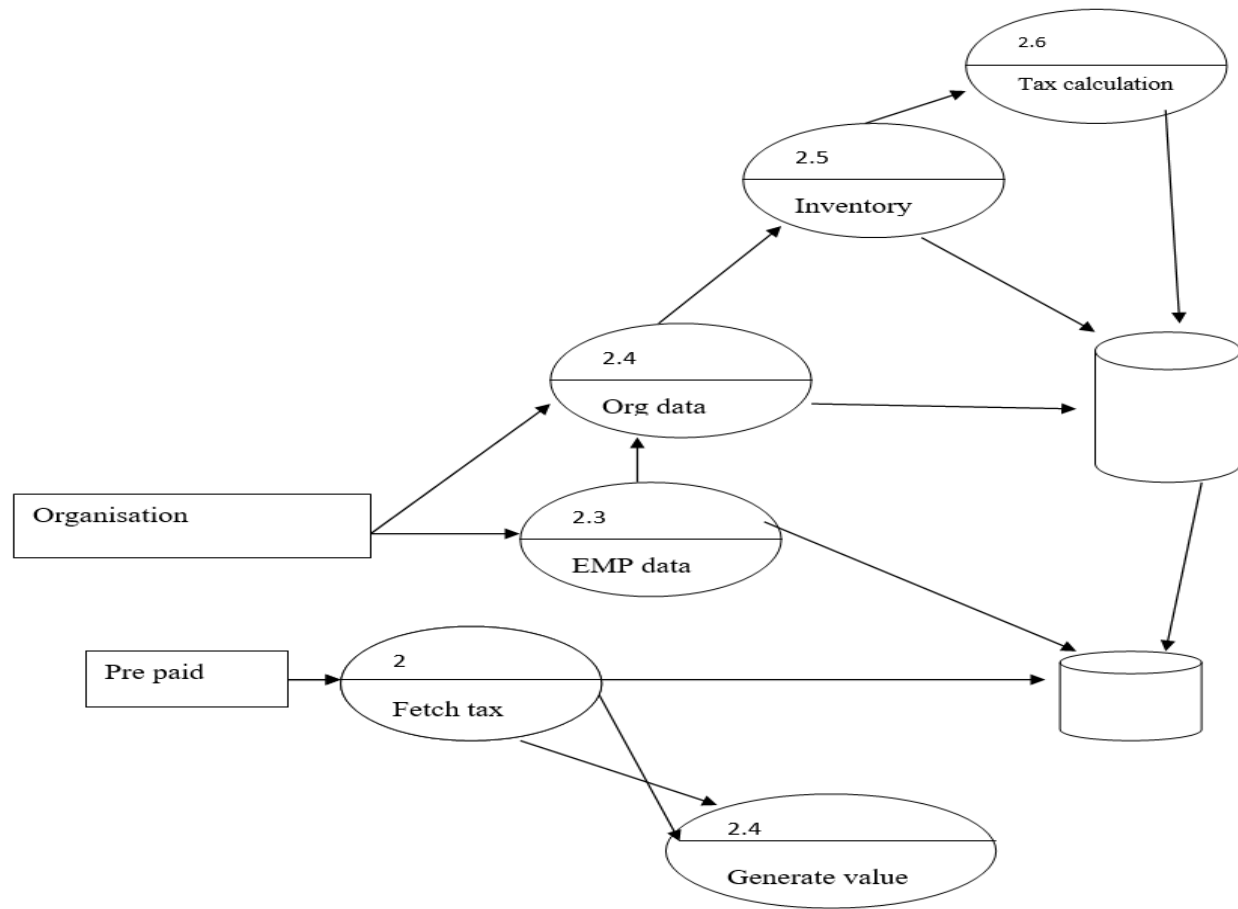 2.6
Tax calculation
2.5
Inventory
2.4
Org data
Organisation
2.3
EMP data
Pre paid
2
Fetch tax
2.4
Generate value